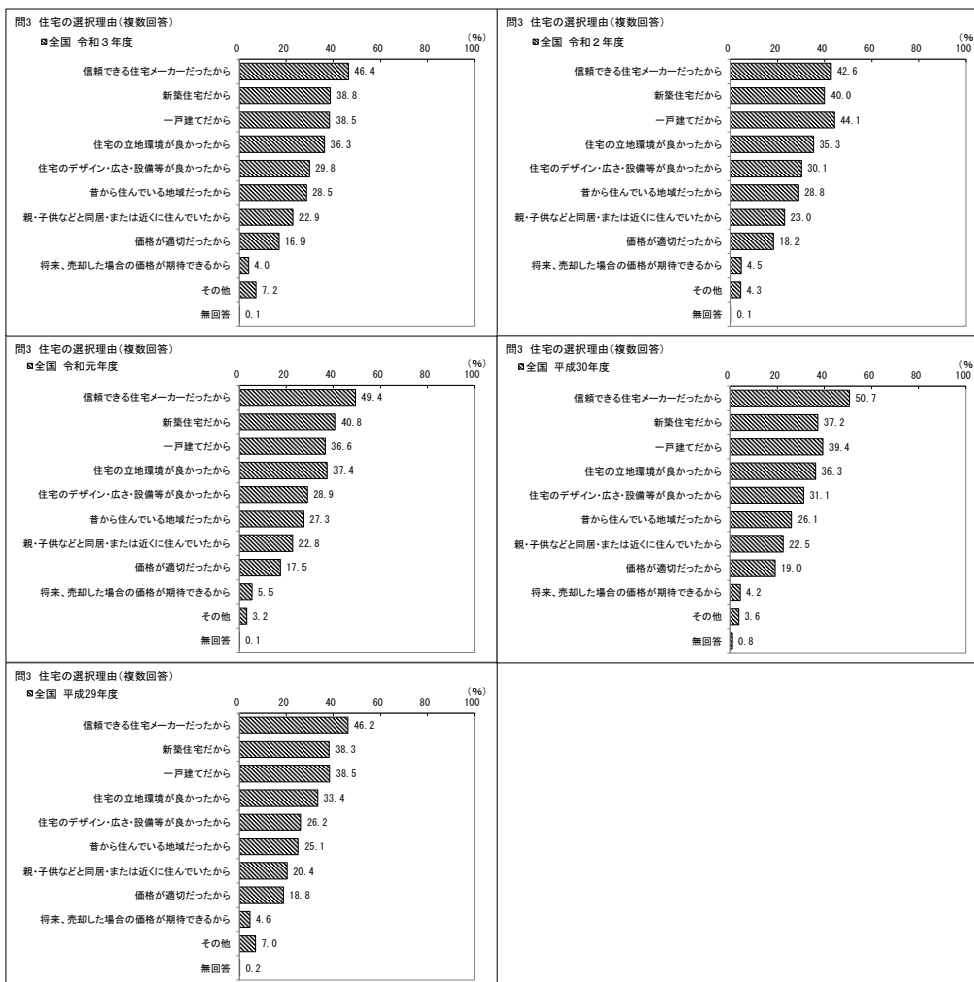 問3 住宅の選択理由(複数回答)
全国 令和3年度
(%)
0 20 40 60 80 100
信頼できる住宅メーカーだったから 46.4
新築住宅だから 38.8
一戸建てだから 38.5
住宅の立地環境が良かったから 36.3
住宅のデザイン・広さ・設備等が良かったから 29.8
昔から住んでいる地域だったから 28.5
親・子供などと同居・または近くに住んでいたから 22.9
価格が適切だったから 16.9
将来、売却した場合の価格が期待できるから 4.0
その他 7.2
無回答 0.1
問3 住宅の選択理由(複数回答)
全国 令和2年度
(%)
0 20 40 60 80 100
信頼できる住宅メーカーだったから 42.6
新築住宅だから 40.0
一戸建てだから 44.1
住宅の立地環境が良かったから 35.3
住宅のデザイン・広さ・設備等が良かったから 30.1
昔から住んでいる地域だったから 28.8
親・子供などと同居・または近くに住んでいたから 23.0
価格が適切だったから 18.2
将来、売却した場合の価格が期待できるから 4.5
その他 4.3
無回答 0.1
問3 住宅の選択理由(複数回答)
全国 令和元年度
(%)
0 20 40 60 80 100
信頼できる住宅メーカーだったから 49.4
新築住宅だから 40.8
一戸建てだから 36.6
住宅の立地環境が良かったから 37.4
住宅のデザイン・広さ・設備等が良かったから 28.9
昔から住んでいる地域だったから 27.3
親・子供などと同居・または近くに住んでいたから 22.8
価格が適切だったから 17.5
将来、売却した場合の価格が期待できるから 5.5
その他 3.2
無回答 0.1
問3 住宅の選択理由(複数回答)
全国 平成30年度
(%)
0 20 40 60 80 100
信頼できる住宅メーカーだったから 50.7
新築住宅だから 37.2
一戸建てだから 39.4
住宅の立地環境が良かったから 36.3
住宅のデザイン・広さ・設備等が良かったから 31.1
昔から住んでいる地域だったから 26.1
親・子供などと同居・または近くに住んでいたから 22.5
価格が適切だったから 19.0
将来、売却した場合の価格が期待できるから 4.2
その他 3.6
無回答 0.8
問3 住宅の選択理由(複数回答)
全国 平成29年度
(%)
0 20 40 60 80 100
信頼できる住宅メーカーだったから 46.2
新築住宅だから 38.3
一戸建てだから 38.5
住宅の立地環境が良かったから 33.4
住宅のデザイン・広さ・設備等が良かったから 26.2
昔から住んでいる地域だったから 25.1
親・子供などと同居・または近くに住んでいたから 20.4
価格が適切だったから 18.8
将来、売却した場合の価格が期待できるから 4.6
その他 7.0
無回答 0.2